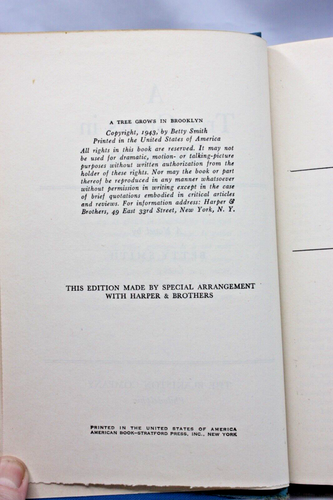 A TREE GROWS IN BROOKLYN
Copyright, 1943, by Betty Smith
Printed in the United States of America
All rights in this book are reserved. It may not
be used for dramatic, motion- or talking-picture
purposes without written authorization from the
holder of these rights. Nor may the book or part
thereof be reproduced in any manner whatsoever
without permission in writing except in the case
of brief quotations embodied in critical articles
and reviews. For information address: Harper &
Brothers, 49 East 33rd Street, New York, N. Y.
THIS EDITION MADE BY SPECIAL ARRANGEMENT
WITH HARPER & BROTHERS
PRINTED IN THE UNITED STATES OF AMERICA
AMERICAN BOOK–STRATFORD PRESS, INC., NEW YORK